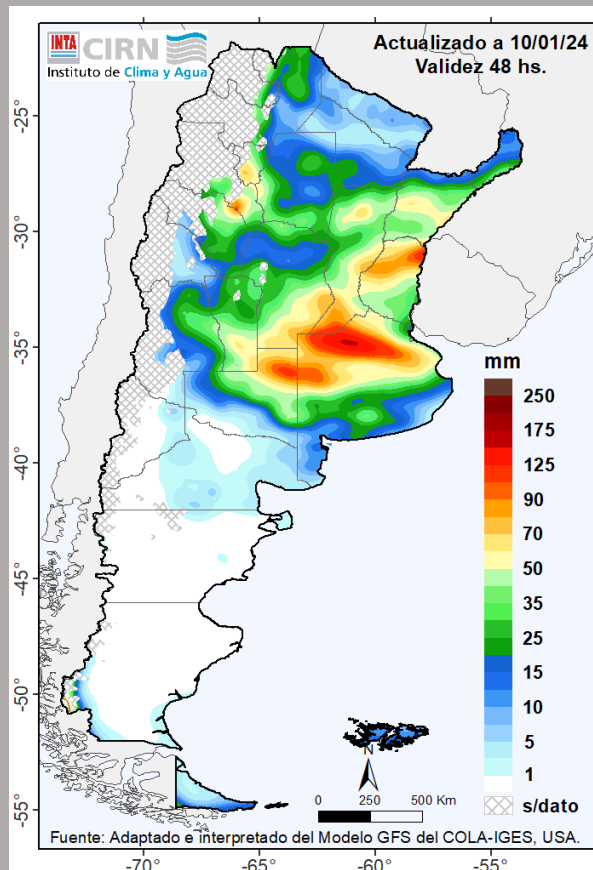 INTA CIRN
Instituto de Clima y Agua
Actualizado a 10/01/24
Validez 48 hs.
-25°
-30°
-35°
-40°
-45°
-50°
-55°
mm
250
175
125
90
70
50
35
25
15
10
5
1
s/dato
N
0 250 500 Km
Fuente: Adaptado e interpretado del Modelo GFS del COLA-IGES, USA.
-70° -65° -60° -55°